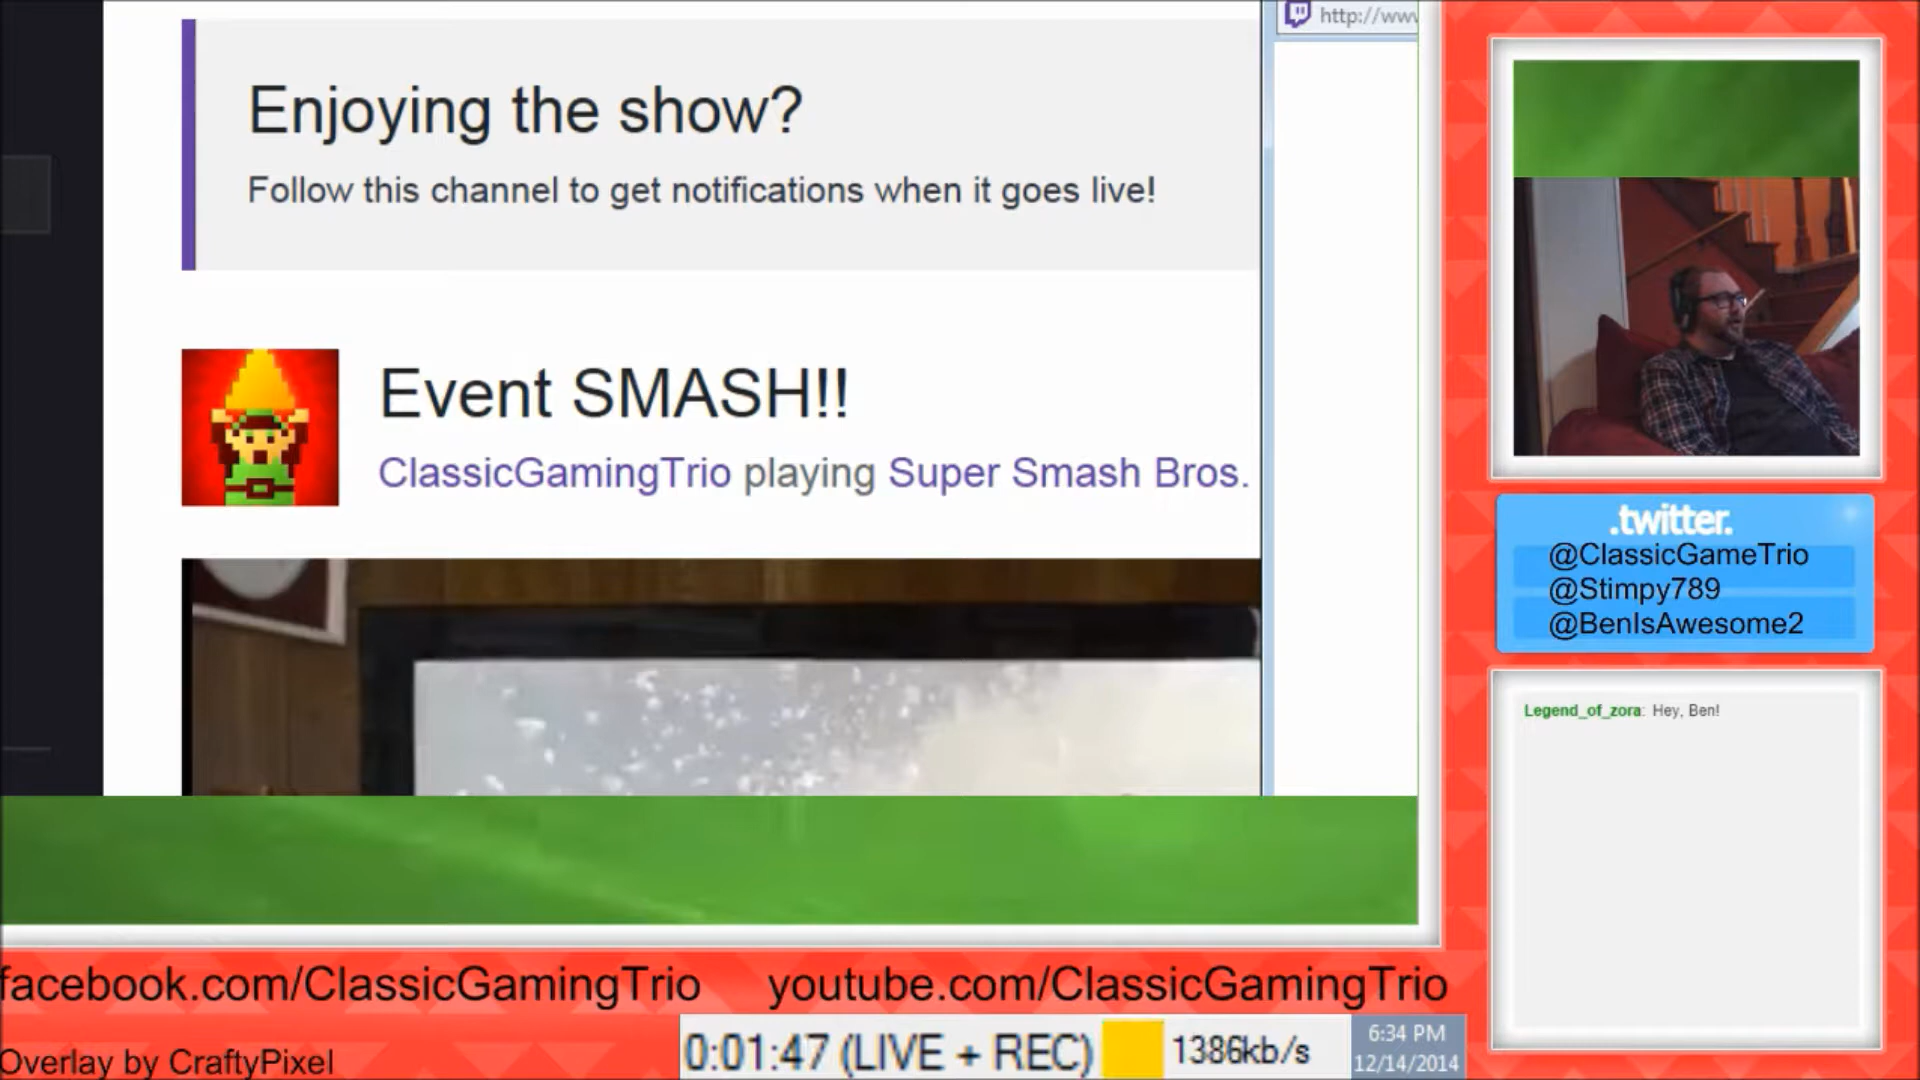 http://www
Enjoying the show?
Follow this channel to get notifications when it goes live!
Event SMASH!!
ClassicGamingTrio playing Super Smash Bros.
.twitter.
@ClassicGameTrio
@Stimpy789
@BenIsAwesome2
Legend_of_zora: Hey, Ben!
facebook.com/ClassicGamingTrio youtube.com/ClassicGamingTrio
0:01:47 (LIVE + REC) 1386kb/s
6:34 PM
12/14/2014
Overlay by CraftyPixel